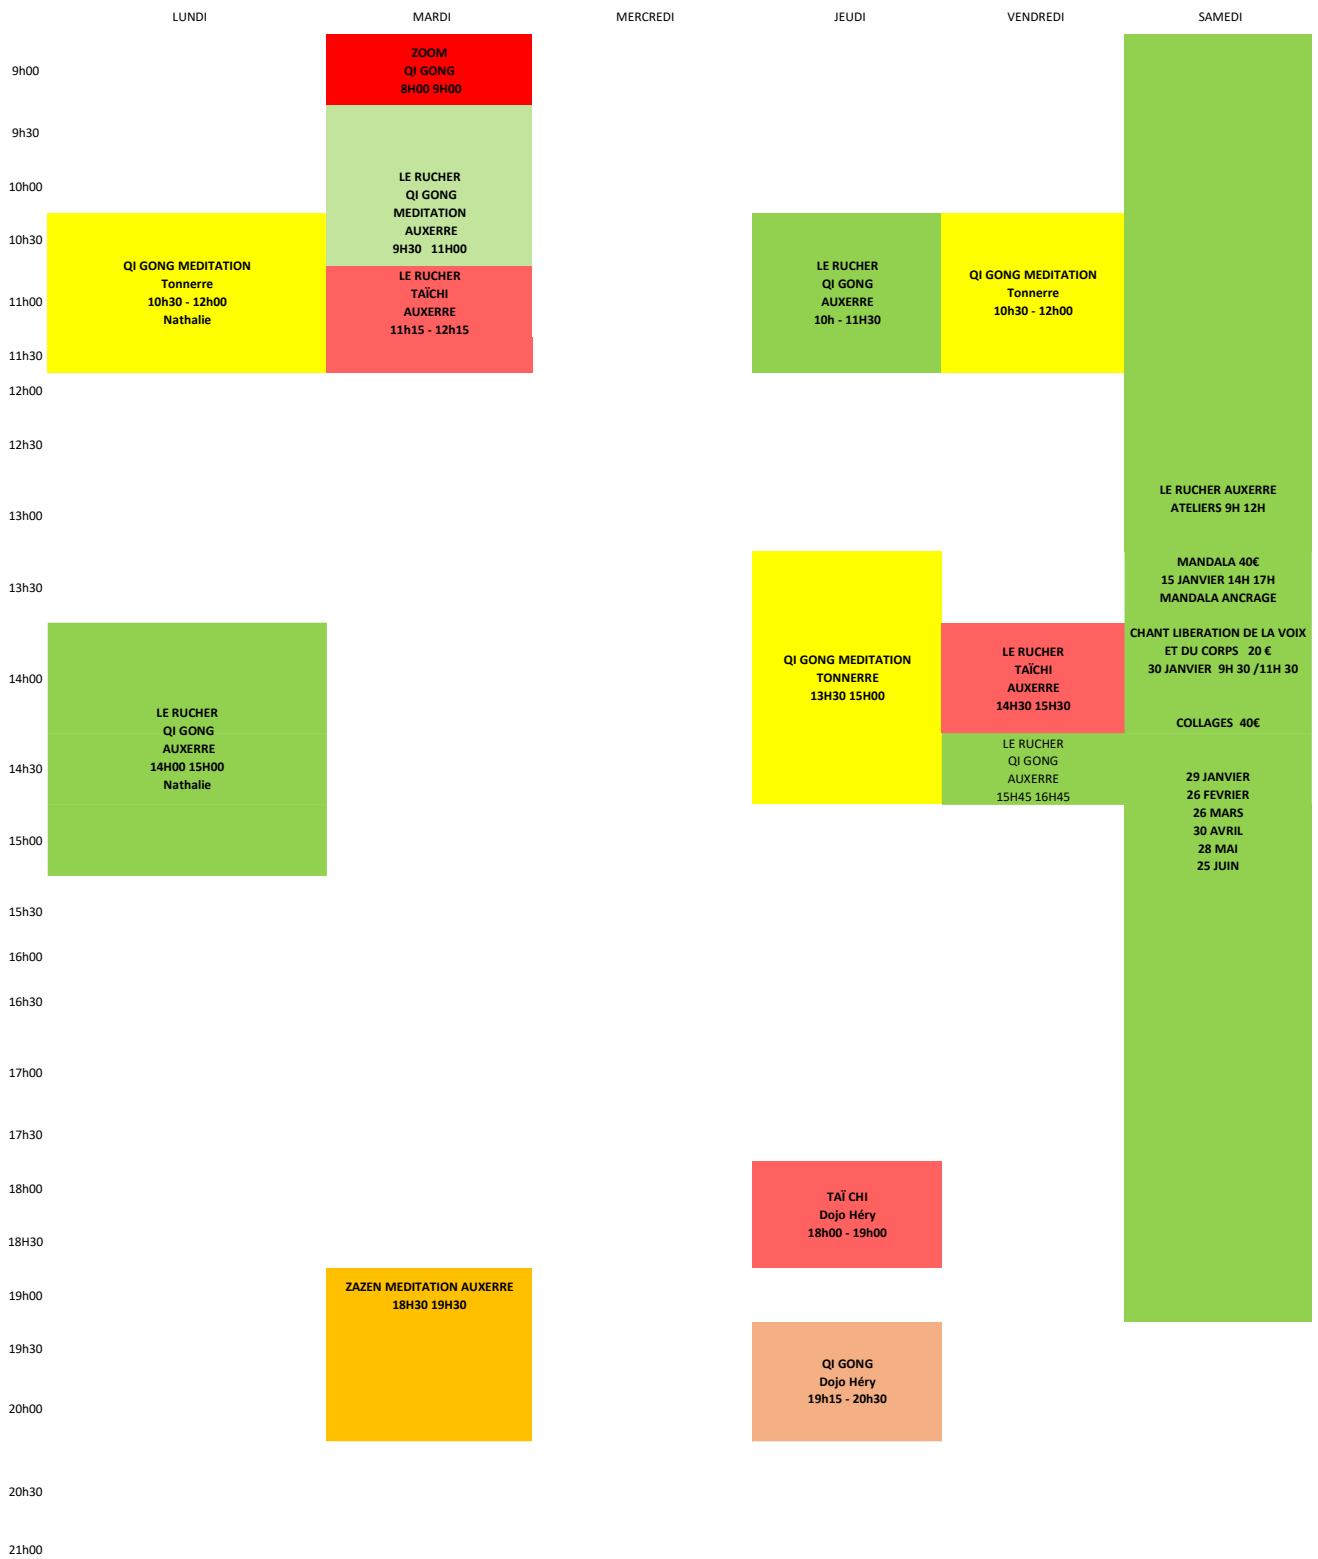 LUNDI MARDI MERCREDI JEUDI VENDREDI SAMEDI
9h00
9h30
10h00
10h30
11h00
11h30
12h00
12h30
13h00
13h30
14h00
14h30
15h00
15h30
16h00
16h30
17h00
17h30
18h00
18H30
19h00
19h30
20h00
20h30
21h00
QI GONG MEDITATION
Tonnerre
10h30 - 12h00
Nathalie
LE RUCHER
QI GONG
AUXERRE
14H00 15H00
Nathalie
ZOOM
QI GONG
8H00 9H00
LE RUCHER
QI GONG
MEDITATION
AUXERRE
9H30 11H00
LE RUCHER
TAÏCHI
AUXERRE
11h15 - 12h15
ZAZEN MEDITATION AUXERRE
18H30 19H30
LE RUCHER
QI GONG
AUXERRE
10h - 11H30
QI GONG MEDITATION
TONNERRE
13H30 15H00
TAÏ CHI
Dojo Héry
18h00 - 19h00
QI GONG
Dojo Héry
19h15 - 20h30
QI GONG MEDITATION
Tonnerre
10h30 - 12h00
LE RUCHER
TAÏCHI
AUXERRE
14H30 15H30
LE RUCHER
QI GONG
AUXERRE
15H45 16H45
LE RUCHER AUXERRE
ATELIERS 9H 12H
MANDALA 40€
15 JANVIER 14H 17H
MANDALA ANCRAGE
CHANT LIBERATION DE LA VOIX
ET DU CORPS 20 €
30 JANVIER 9H 30 /11H 30
COLLAGES 40€
29 JANVIER
26 FEVRIER
26 MARS
30 AVRIL
28 MAI
25 JUIN